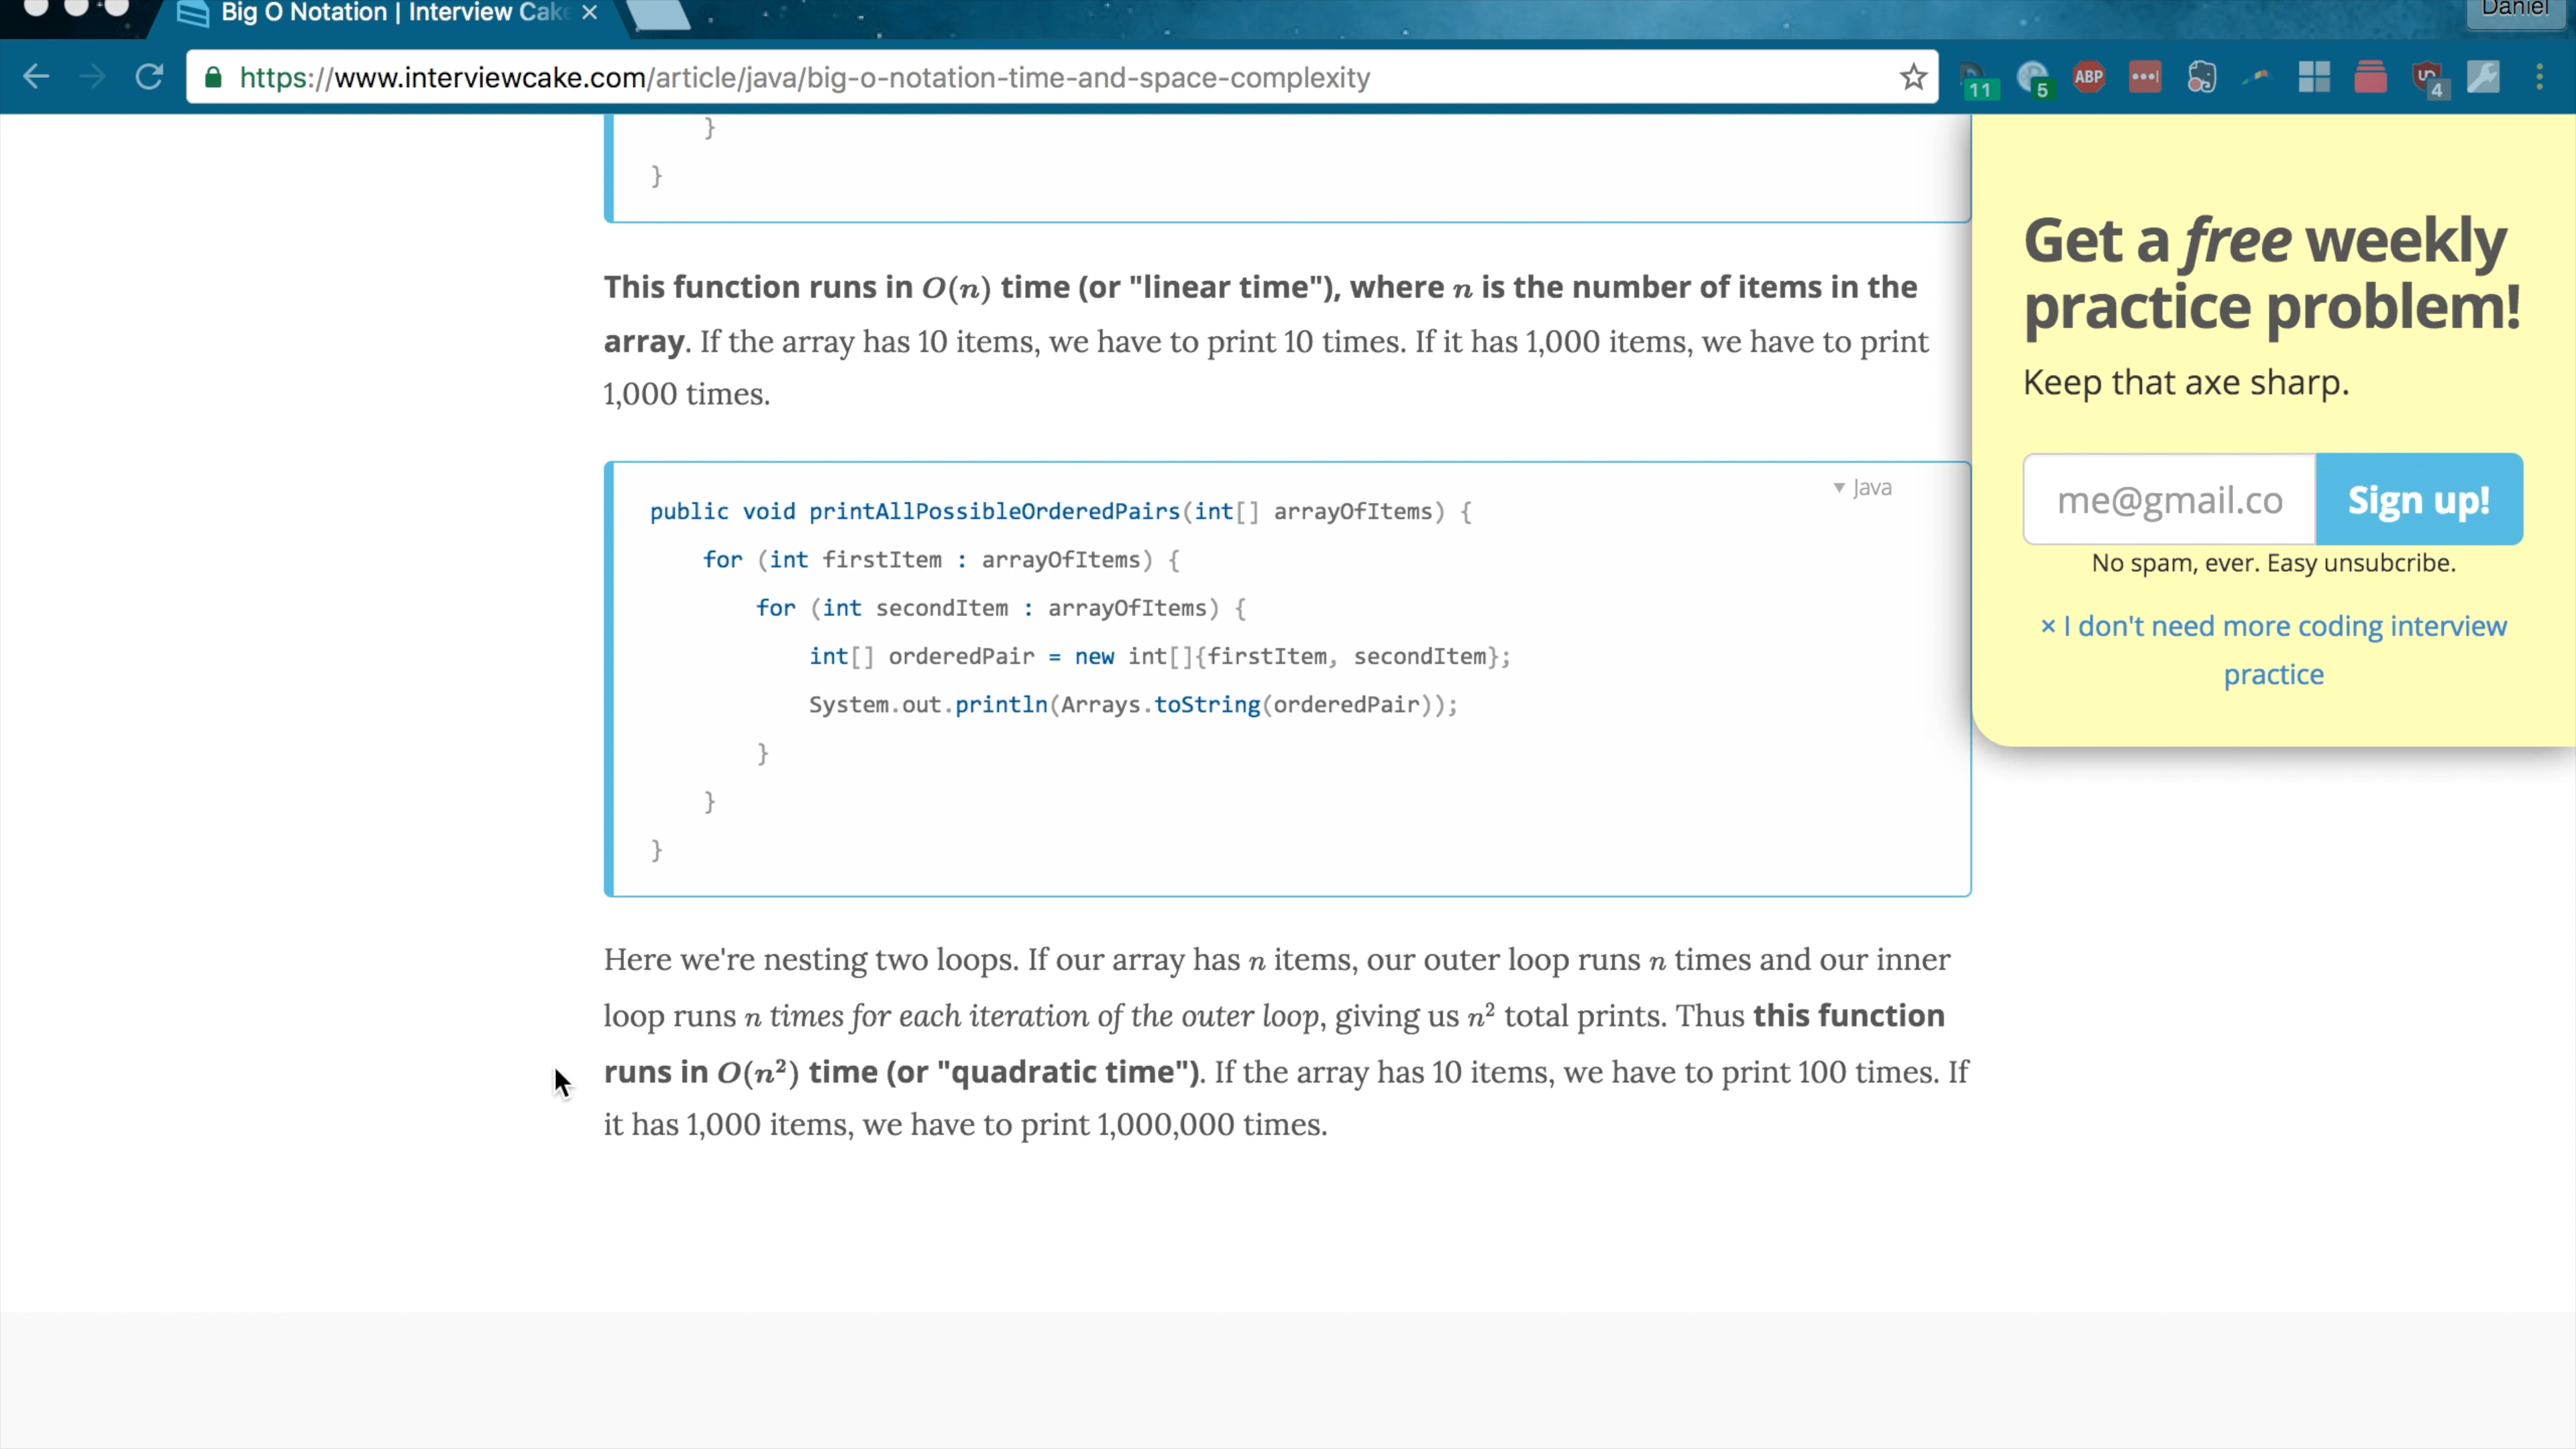 Big O Notation | Interview Cake
Daniel
https://www.interviewcake.com/article/java/big-o-notation-time-and-space-complexity
11
5
ABP
4
}
}
This function runs in O(n) time (or "linear time"), where n is the number of items in the
array. If the array has 10 items, we have to print 10 times. If it has 1,000 items, we have to print
1,000 times.
Java
public void printAllPossibleOrderedPairs(int[] arrayOfItems) {
for (int firstItem : arrayOfItems) {
for (int secondItem : arrayOfItems) {
int[] orderedPair = new int[]{firstItem, secondItem};
System.out.println(Arrays.toString(orderedPair));
}
}
}
Here we're nesting two loops. If our array has n items, our outer loop runs n times and our inner
loop runs n times for each iteration of the outer loop, giving us n² total prints. Thus this function
runs in O(n²) time (or "quadratic time"). If the array has 10 items, we have to print 100 times. If
it has 1,000 items, we have to print 1,000,000 times.
Get a free weekly
practice problem!
Keep that axe sharp.
me@gmail.co
Sign up!
No spam, ever. Easy unsubcribe.
× I don't need more coding interview
practice